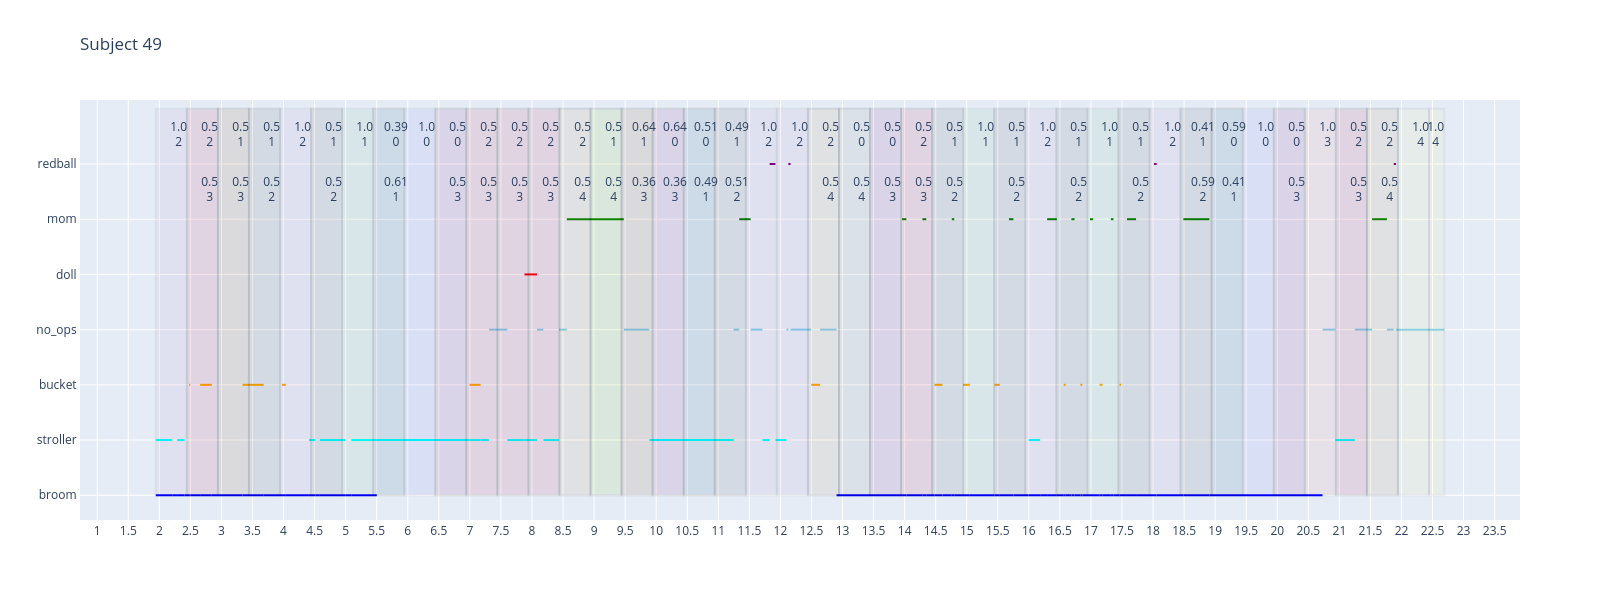 Subject 49
1.0 0.5 0.5 0.5 1.0 0.5 1.0 0.39 1.0 0.5 0.5 0.5 0.5 0.5 0.5 0.64 0.64 0.51 0.49 1.0 1.0 0.5 0.5 0.5 0.5 0.5 1.0 0.5 1.0 0.5 1.0 0.5 1.0 0.41 0.59 1.0 0.5 1.0 0.5 0.5 1.0 1.0
2 2 1 1 2 1 1 0 0 0 2 2 2 2 1 1 0 0 1 2 2 2 0 0 2 1 1 1 2 1 1 1 2 1 0 0 0 3 2 2 4 4
redball
0.5 0.5 0.5 0.5 0.61 0.5 0.5 0.5 0.5 0.5 0.5 0.36 0.36 0.49 0.51 0.5 0.5 0.5 0.5 0.5 0.5 0.5 0.5 0.59 0.41 0.5 0.5 0.5
3 3 2 2 1 3 3 3 3 4 4 3 3 1 2 4 4 3 3 2 2 2 2 2 1 3 3 4
mom
doll
no_ops
bucket
stroller
broom
1 1.5 2 2.5 3 3.5 4 4.5 5 5.5 6 6.5 7 7.5 8 8.5 9 9.5 10 10.5 11 11.5 12 12.5 13 13.5 14 14.5 15 15.5 16 16.5 17 17.5 18 18.5 19 19.5 20 20.5 21 21.5 22 22.5 23 23.5